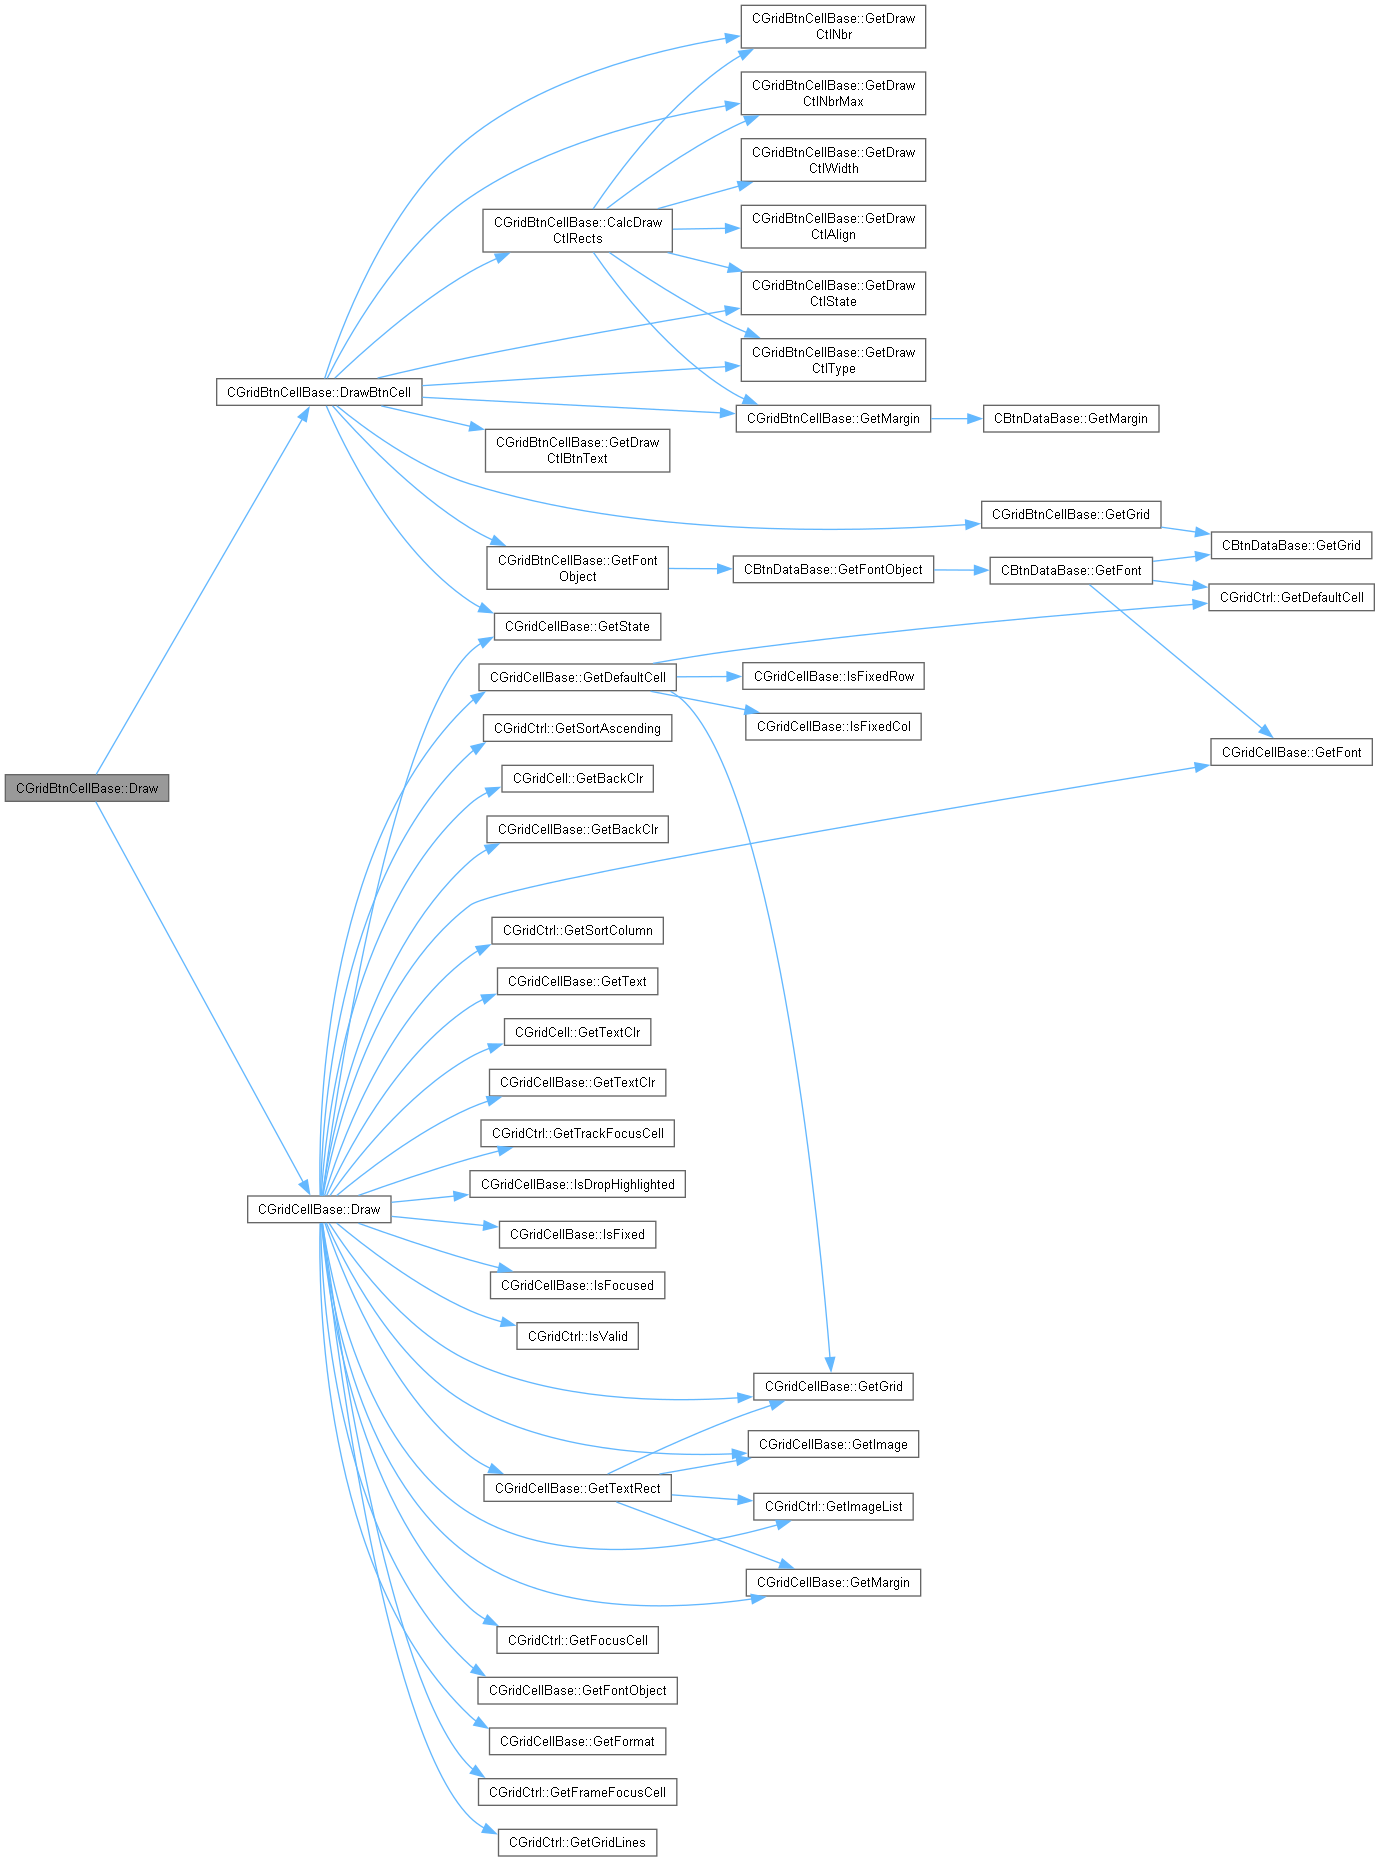 CGridBtnCellBase::GetDraw
CtlNbr
CGridBtnCellBase::GetDraw
CtlNbrMax
CGridBtnCellBase::GetDraw
CtlWidth
CGridBtnCellBase::CalcDraw
CtlRects
CGridBtnCellBase::GetDraw
CtlAlign
CGridBtnCellBase::GetDraw
CtlState
CGridBtnCellBase::GetDraw
CtlType
CGridBtnCellBase::DrawBtnCell
CGridBtnCellBase::GetMargin
CBtnDataBase::GetMargin
CGridBtnCellBase::GetDraw
CtlBtnText
CGridBtnCellBase::GetGrid
CBtnDataBase::GetGrid
CGridBtnCellBase::GetFont
Object
CBtnDataBase::GetFontObject
CBtnDataBase::GetFont
CGridCtrl::GetDefaultCell
CGridCellBase::GetState
CGridCellBase::GetDefaultCell
CGridCellBase::IsFixedRow
CGridCtrl::GetSortAscending
CGridCellBase::IsFixedCol
CGridCellBase::GetFont
CGridCell::GetBackClr
CGridBtnCellBase::Draw
CGridCellBase::GetBackClr
CGridCtrl::GetSortColumn
CGridCellBase::GetText
CGridCell::GetTextClr
CGridCellBase::GetTextClr
CGridCtrl::GetTrackFocusCell
CGridCellBase::IsDropHighlighted
CGridCellBase::Draw
CGridCellBase::IsFixed
CGridCellBase::IsFocused
CGridCtrl::IsValid
CGridCellBase::GetGrid
CGridCellBase::GetImage
CGridCellBase::GetTextRect
CGridCtrl::GetImageList
CGridCellBase::GetMargin
CGridCtrl::GetFocusCell
CGridCellBase::GetFontObject
CGridCellBase::GetFormat
CGridCtrl::GetFrameFocusCell
CGridCtrl::GetGridLines